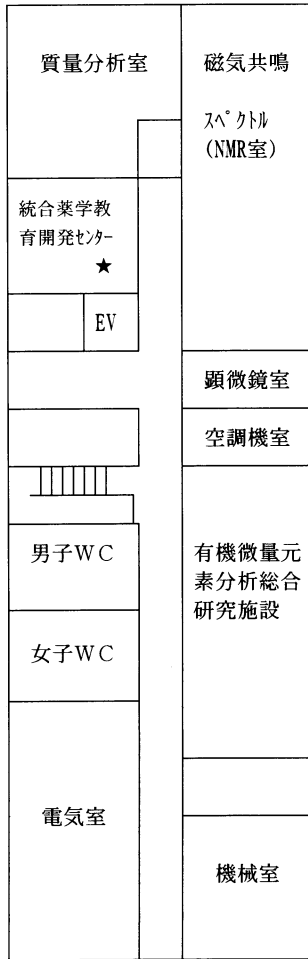 質量分析室
磁気共鳴
スペクトル
(NMR室)
統合薬学教
育開発センター
★
EV
顕微鏡室
空調機室
男子WC
有機微量元
素分析総合
研究施設
女子WC
電気室
機械室